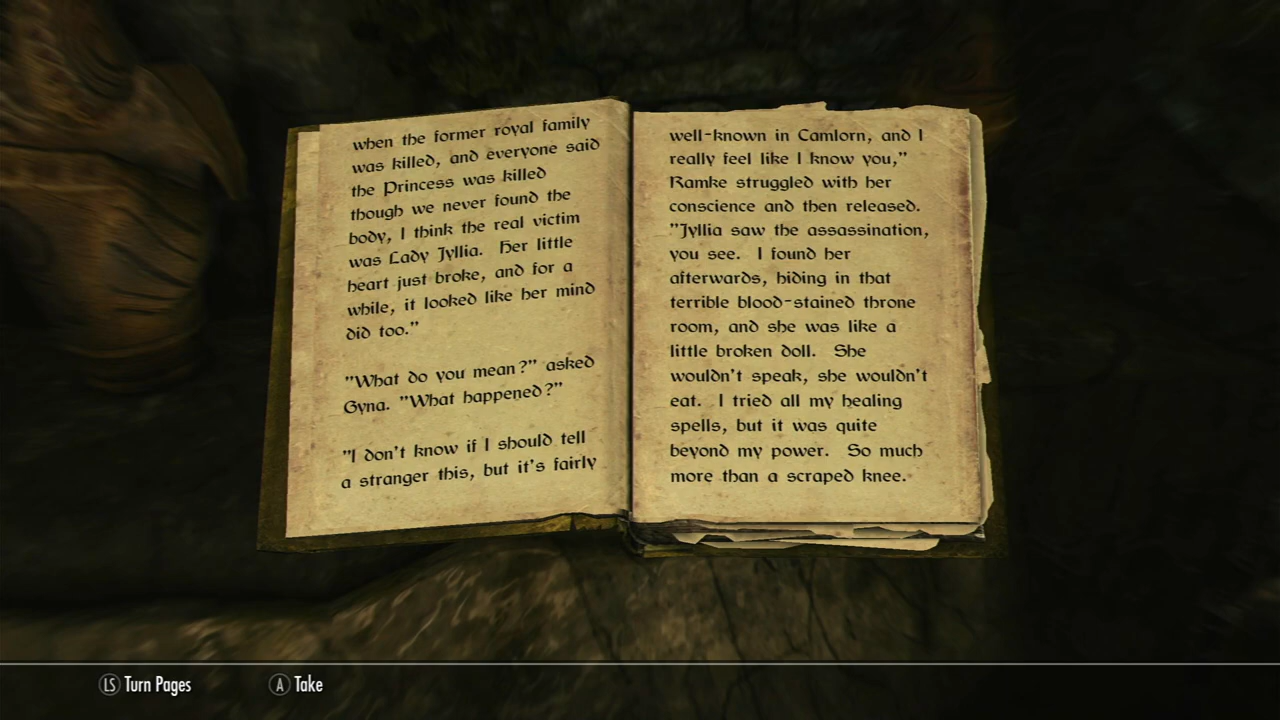 when the former royal family
was killed, and everyone said
the Princess was killed
though we never found the
body, I think the real victim
was Lady Jyllia.  Her little
heart just broke, and for a
while, it looked like her mind
did too."
"What do you mean?" asked
Gyna. "What happened?"
"I don't know if I should tell
a stranger this, but it's fairly
well-known in Camlorn, and I
really feel like I know you,"
Ramke struggled with her
conscience and then released.
"Jyllia saw the assassination,
you see.  I found her
afterwards, hiding in that
terrible blood-stained throne
room, and she was like a
little broken doll.  She
wouldn't speak, she wouldn't
eat.  I tried all my healing
spells, but it was quite
beyond my power.  So much
more than a scraped knee.
LS Turn Pages
A Take